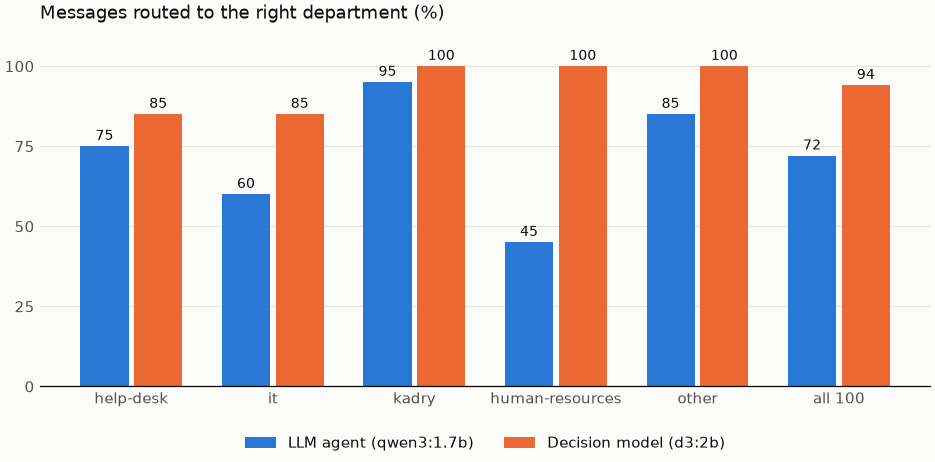 Messages routed to the right department (%)
100
75
50
25
0
75
85
60
85
95
100
45
100
85
100
72
94
help-desk
it
kadry
human-resources
other
all 100
LLM agent (qwen3:1.7b)
Decision model (d3:2b)